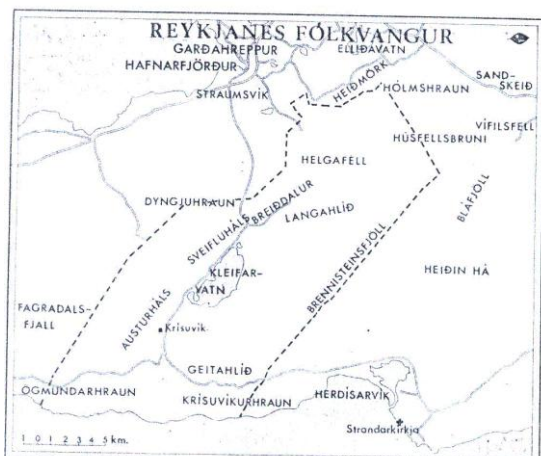 REYKJANES FÓLKVANGUR
GARÐAHREPPUR
ELLIÐAVATN
HAFNARFJÖRÐUR
HEIÐMÖRK
SAND-
SKEIÐ
STRAUMSVÍK
HÓLMSHRAUN
VÍFILSFELL
HÚSFELLSBRUNI
HELGAFELL
DYNGJUHRAUN
BREIÐDALUR
LANGAHLÍÐ
BLÁFJÖLL
SVEIFLUHÁLS
KLEIFAR-
VATN
HEIÐIN HÁ
BRENNISTEINSFJÖLL
FAGRADALS-
FJALL
AUSTURHÁLS
Krísuvík
GEITAHLÍÐ
ÖGMUNDARHRAUN
KRÍSUVÍKURHRAUN
HERDÍSARVÍK
Strandarkirkja
1 0 1 2 3 4 5 km.